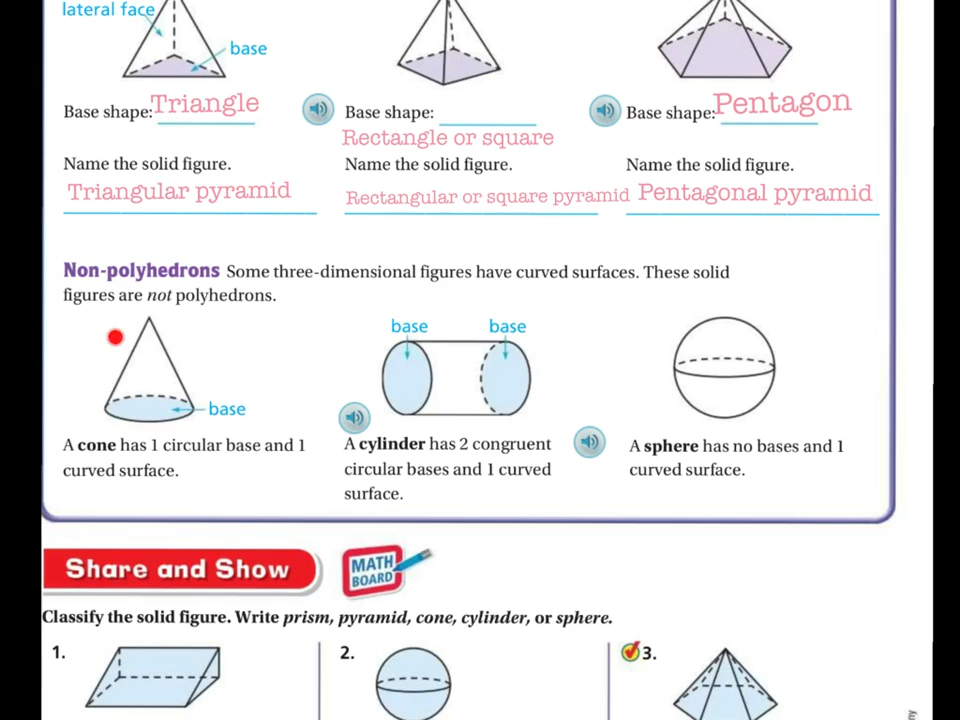 lateral face
base
Base shape: Triangle
Base shape: ____________
Base shape: Pentagon
Rectangle or square
Name the solid figure.
Name the solid figure.
Name the solid figure.
Triangular pyramid
Rectangular or square pyramid
Pentagonal pyramid
Non-polyhedrons Some three-dimensional figures have curved surfaces. These solid
figures are not polyhedrons.
base
base
base
A cone has 1 circular base and 1
curved surface.
A cylinder has 2 congruent
circular bases and 1 curved
surface.
A sphere has no bases and 1
curved surface.
Share and Show
MATH
BOARD
Classify the solid figure. Write prism, pyramid, cone, cylinder, or sphere.
1.
2.
3.